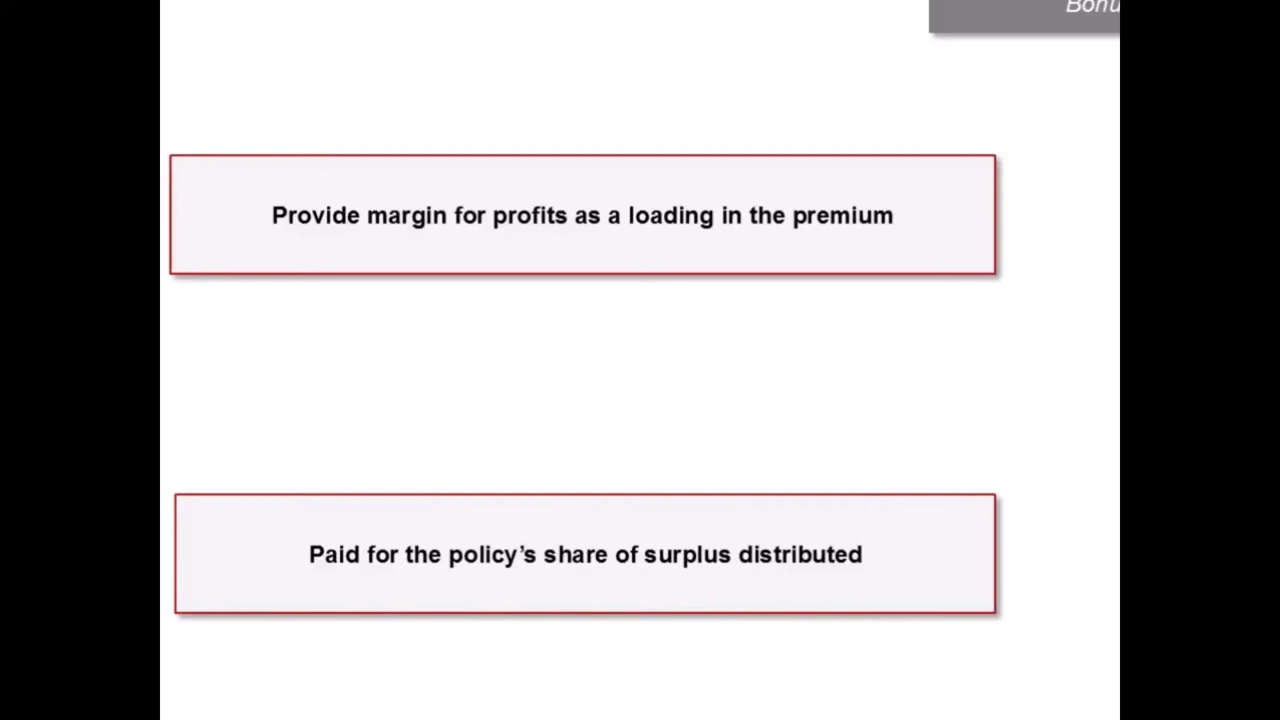 Provide margin for profits as a loading in the premium
Paid for the policy’s share of surplus distributed